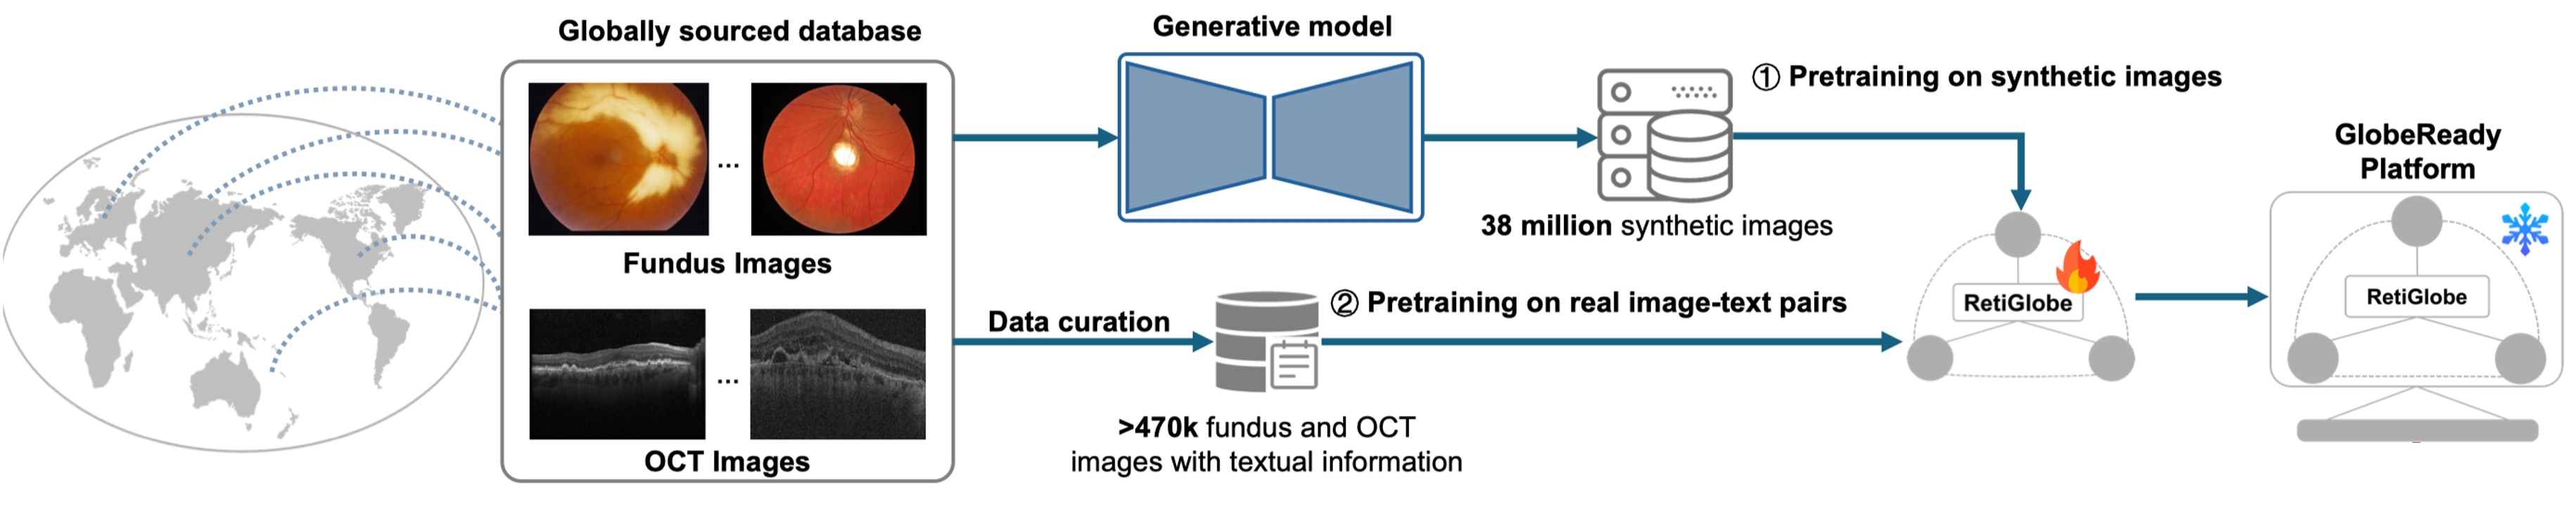 Globally sourced database
...
Fundus Images
...
OCT Images
Generative model
38 million synthetic images
① Pretraining on synthetic images
Data curation
>470k fundus and OCT
images with textual information
② Pretraining on real image-text pairs
RetiGlobe
GlobeReady
Platform
RetiGlobe